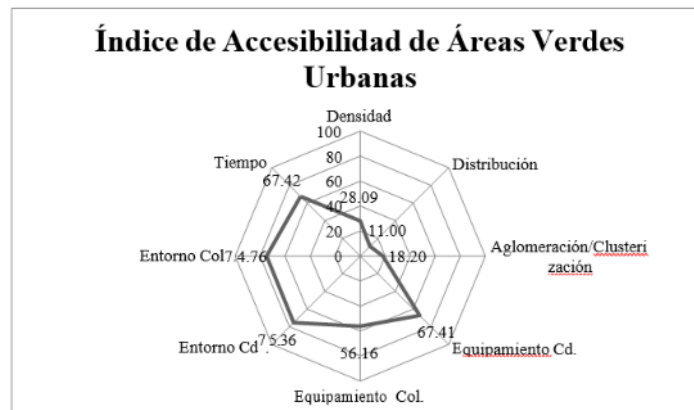 Índice de Accesibilidad de Áreas Verdes
Urbanas
Densidad
100
Tiempo
80
Distribución
67.42
60
40
28.09
20
11.00
Entorno Col
74.76
0
18.20
Aglomeración/Clusteri
zación
Entorno Cd .
75.36
56.16
67.41
Equipamiento Cd.
Equipamiento Col.